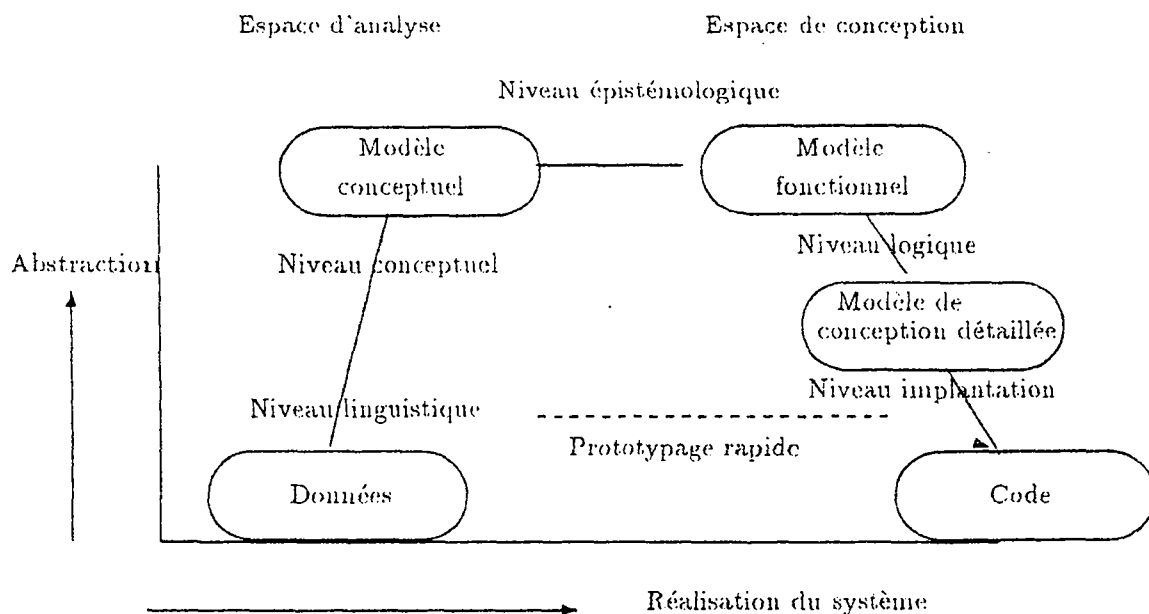 Espace d'analyse
Espace de conception
Niveau épistémologique
Modèle
conceptuel
Modèle
fonctionnel
Abstraction
Niveau conceptuel
Niveau logique
Modèle de
conception détaillée
Niveau linguistique
Niveau implantation
Prototypage rapide
Données
Code
Réalisation du système